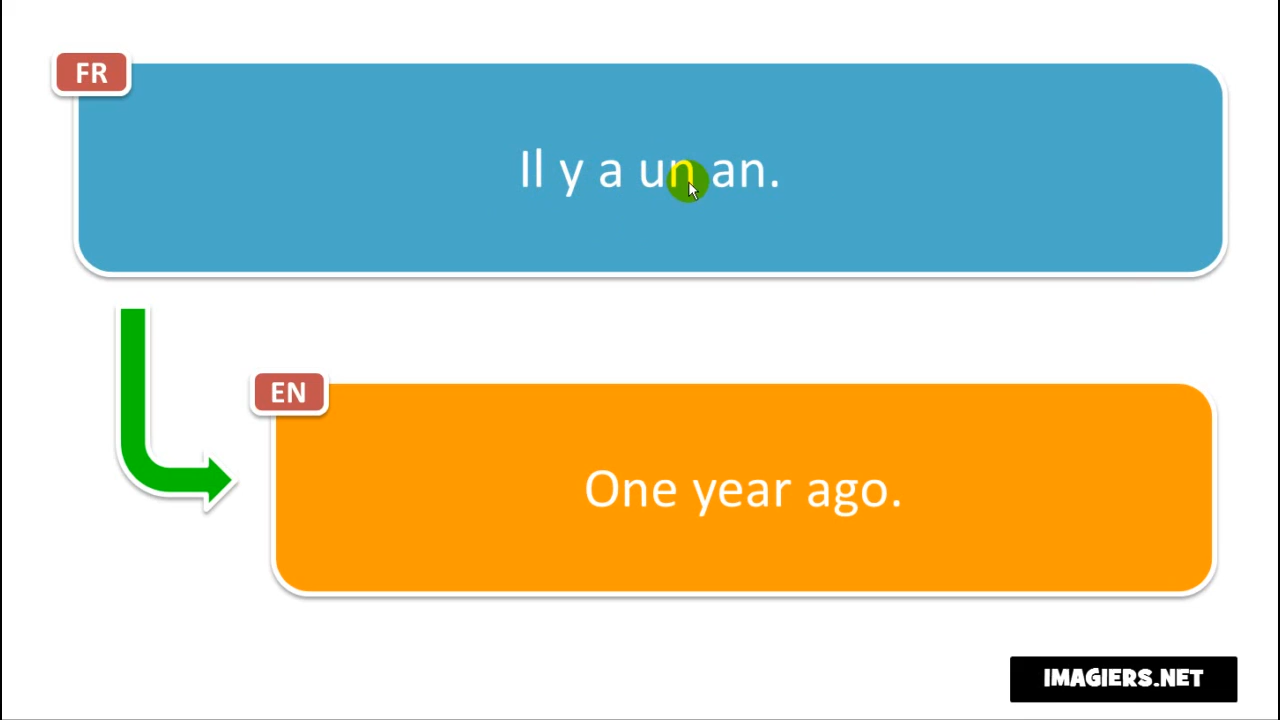 FR
Il y a un an.
EN
One year ago.
IMAGIERS.NET